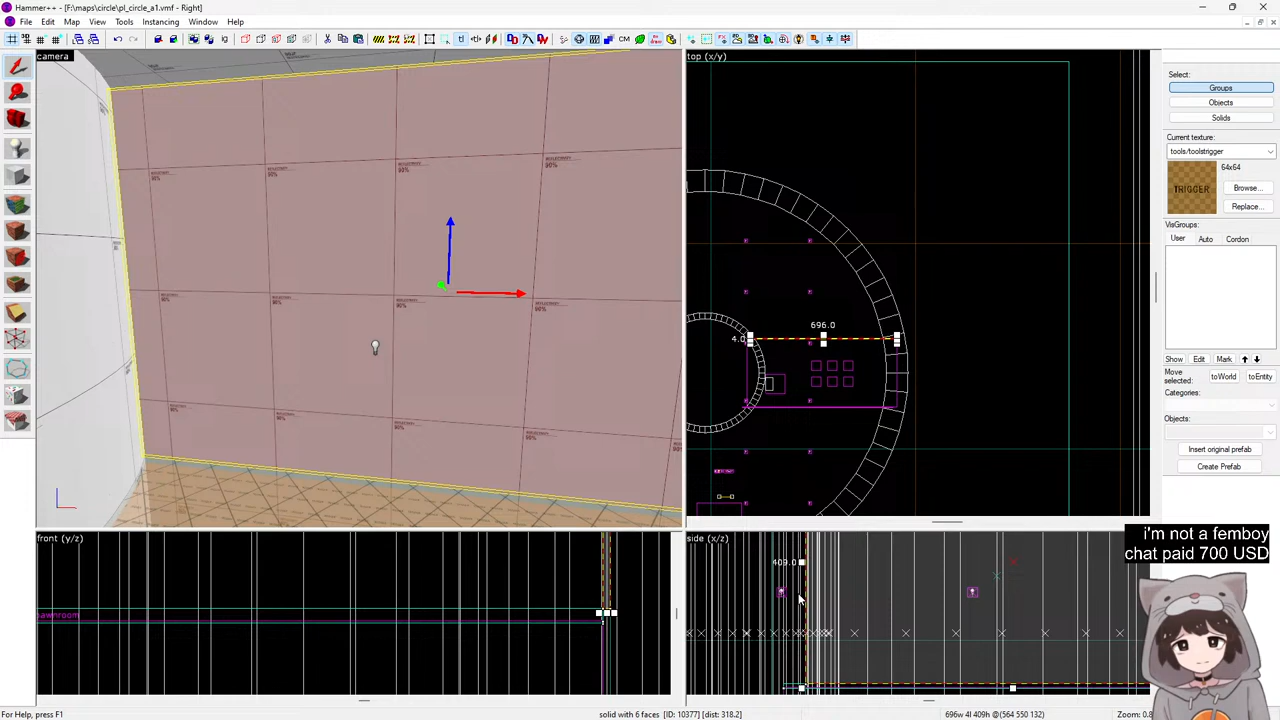 Hammer++ - [F:\maps\circle\pl_circle_a1.vmf - Right]
File Edit Map View Tools Instancing Window Help
camera
top (x/y)
Select:
Groups
Objects
Solids
Current texture:
tools/toolstrigger
64x64
TRIGGER
Browse...
Replace...
VisGroups:
User Auto Cordon
696.0
4.0
Show Edit Mark
Move selected: toWorld toEntity
Categories:
Objects:
Insert original prefab
Create Prefab
front (y/z)
side (x/z)
409.0
awnroom
i'm not a femboy
chat paid 700 USD
For Help, press F1
solid with 6 faces [ID: 10377] [dist: 318.2]
696w 4l 409h @(564 550 132)
Zoom: 0.8